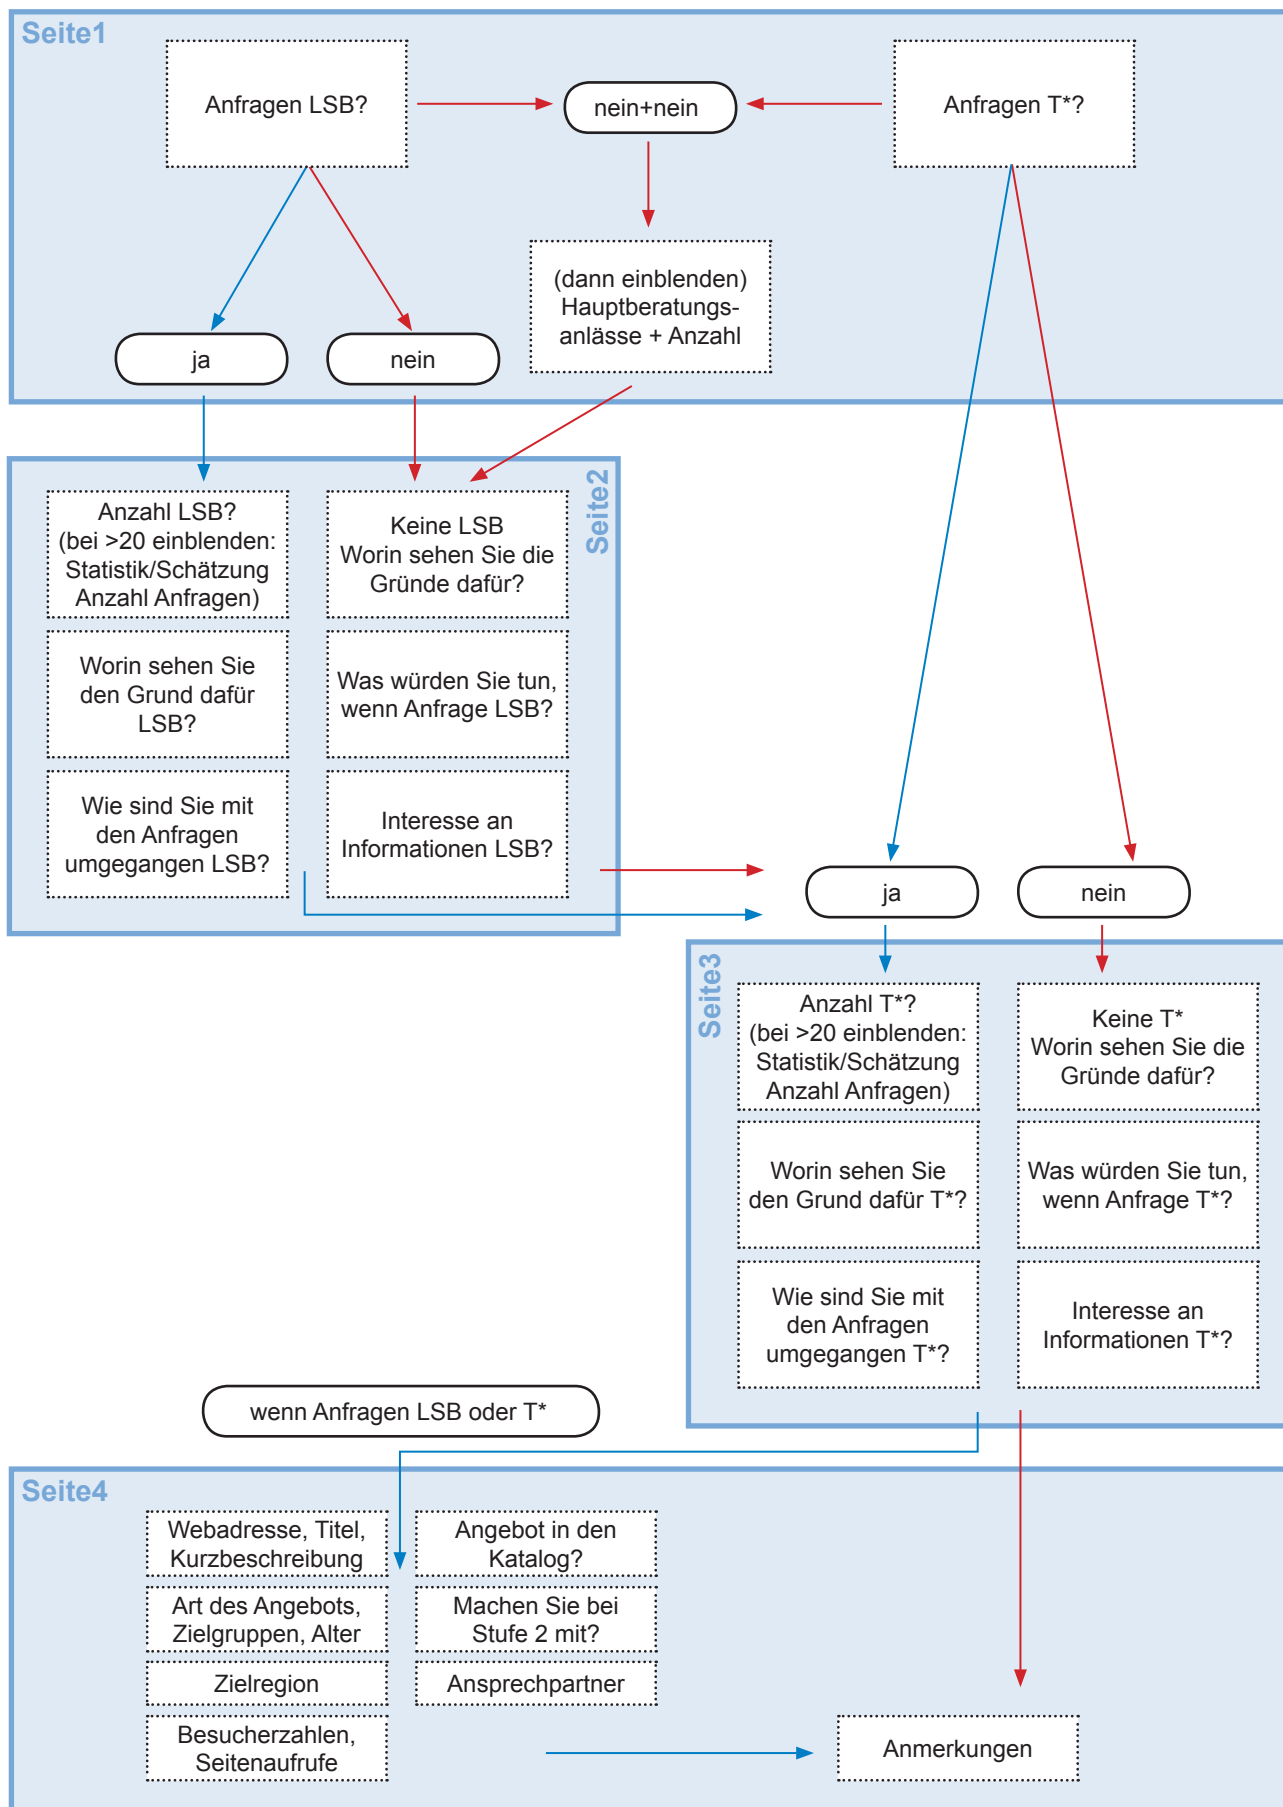 Seite1
Anfragen LSB?
nein+nein
Anfragen T*?
(dann einblenden)
Hauptberatungs-
anlässe + Anzahl
ja
nein
Seite2
Anzahl LSB?
(bei >20 einblenden:
Statistik/Schätzung
Anzahl Anfragen)
Keine LSB
Worin sehen Sie die
Gründe dafür?
Worin sehen Sie
den Grund dafür
LSB?
Was würden Sie tun,
wenn Anfrage LSB?
Wie sind Sie mit
den Anfragen
umgegangen LSB?
Interesse an
Informationen LSB?
ja
nein
Seite3
Anzahl T*?
(bei >20 einblenden:
Statistik/Schätzung
Anzahl Anfragen)
Keine T*
Worin sehen Sie die
Gründe dafür?
Worin sehen Sie
den Grund dafür T*?
Was würden Sie tun,
wenn Anfrage T*?
Wie sind Sie mit
den Anfragen
umgegangen T*?
Interesse an
Informationen T*?
wenn Anfragen LSB oder T*
Seite4
Webadresse, Titel,
Kurzbeschreibung
Angebot in den
Katalog?
Art des Angebots,
Zielgruppen, Alter
Machen Sie bei
Stufe 2 mit?
Zielregion
Ansprechpartner
Besucherzahlen,
Seitenaufrufe
Anmerkungen